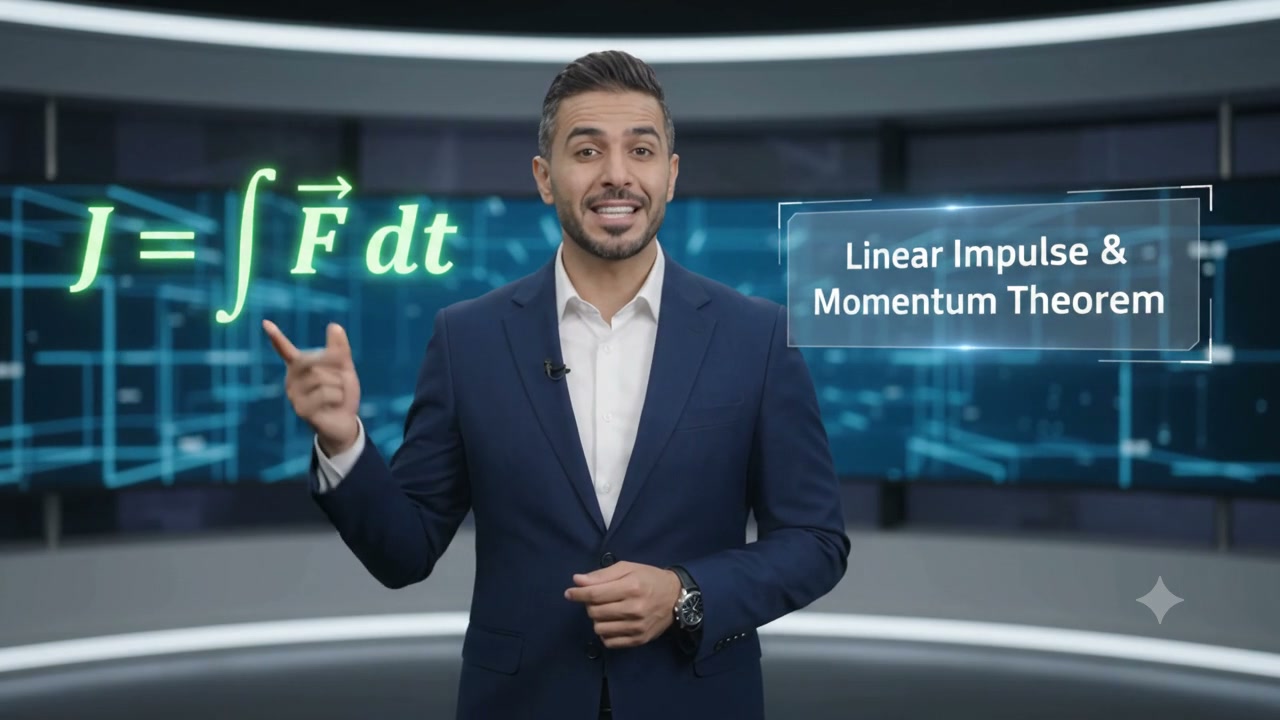 J = ∫ F⃗ dt
Linear Impulse &
Momentum Theorem